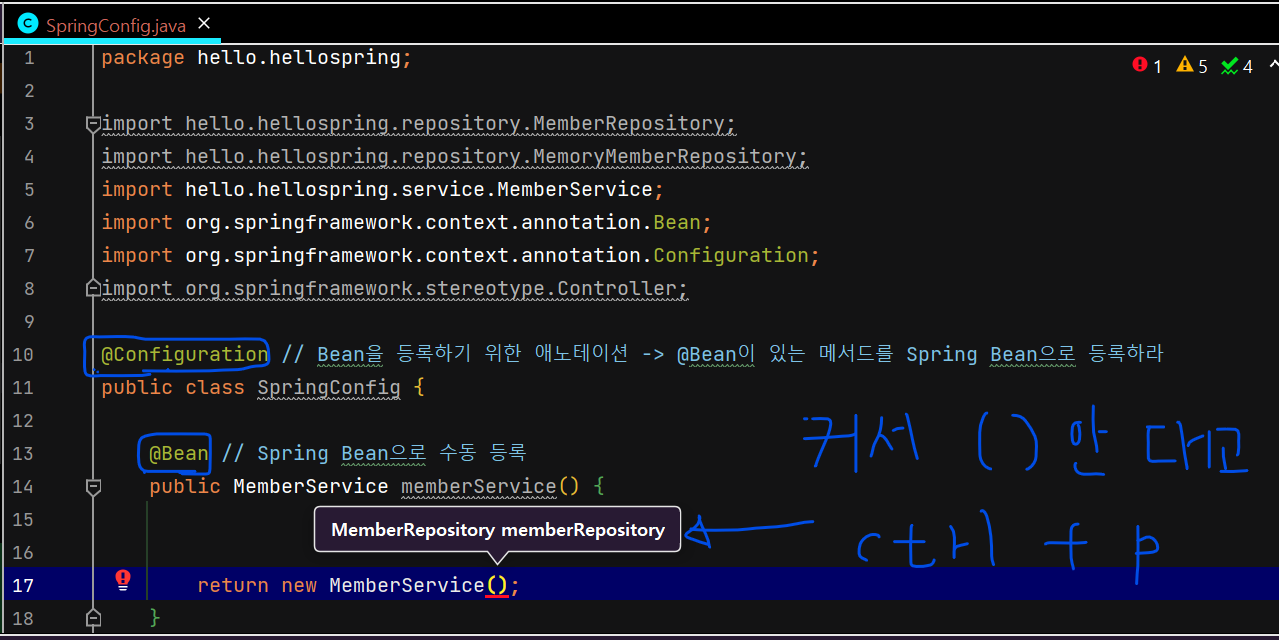 SpringConfig.java
1 5 4
1 package hello.hellospring;
2
3 import hello.hellospring.repository.MemberRepository;
4 import hello.hellospring.repository.MemoryMemberRepository;
5 import hello.hellospring.service.MemberService;
6 import org.springframework.context.annotation.Bean;
7 import org.springframework.context.annotation.Configuration;
8 import org.springframework.stereotype.Controller;
9
10 @Configuration // Bean을 등록하기 위한 애노테이션 -> @Bean이 있는 메서드를 Spring Bean으로 등록하라
11 public class SpringConfig {
12
13 @Bean // Spring Bean으로 수동 등록
14 public MemberService memberService() {
15
16
MemberRepository memberRepository
17 return new MemberService();
18 }
커서 () 안 대고
ctrl + p